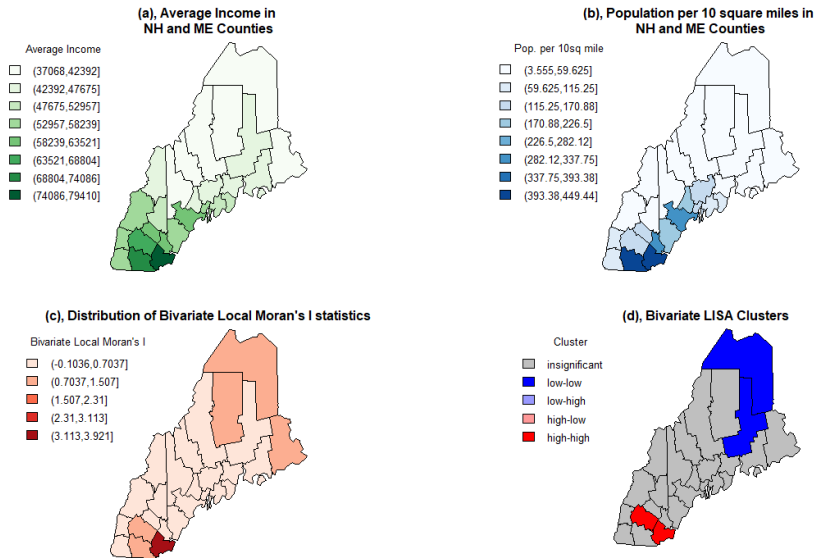 (a), Average Income in
NH and ME Counties
Average Income
(37068,42392]
(42392,47675]
(47675,52957]
(52957,58239]
(58239,63521]
(63521,68804]
(68804,74086]
(74086,79410]
(b), Population per 10 square miles in
NH and ME Counties
Pop. per 10sq mile
(3.555,59.625]
(59.625,115.25]
(115.25,170.88]
(170.88,226.5]
(226.5,282.12]
(282.12,337.75]
(337.75,393.38]
(393.38,449.44]
(c), Distribution of Bivariate Local Moran's I statistics
Bivariate Local Moran's I
(-0.1036,0.7037]
(0.7037,1.507]
(1.507,2.31]
(2.31,3.113]
(3.113,3.921]
(d), Bivariate LISA Clusters
Cluster
insignificant
low-low
low-high
high-low
high-high